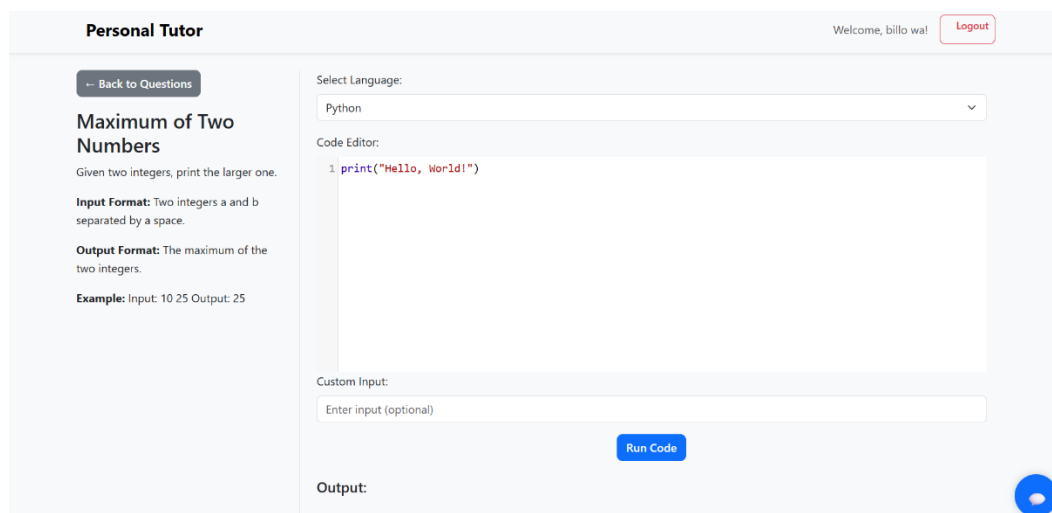 Personal Tutor
Welcome, billo wa!
Logout
← Back to Questions
Maximum of Two
Numbers
Given two integers, print the larger one.
Input Format: Two integers a and b
separated by a space.
Output Format: The maximum of the
two integers.
Example: Input: 10 25 Output: 25
Select Language:
Python
Code Editor:
1 print("Hello, World!")
Custom Input:
Enter input (optional)
Run Code
Output: